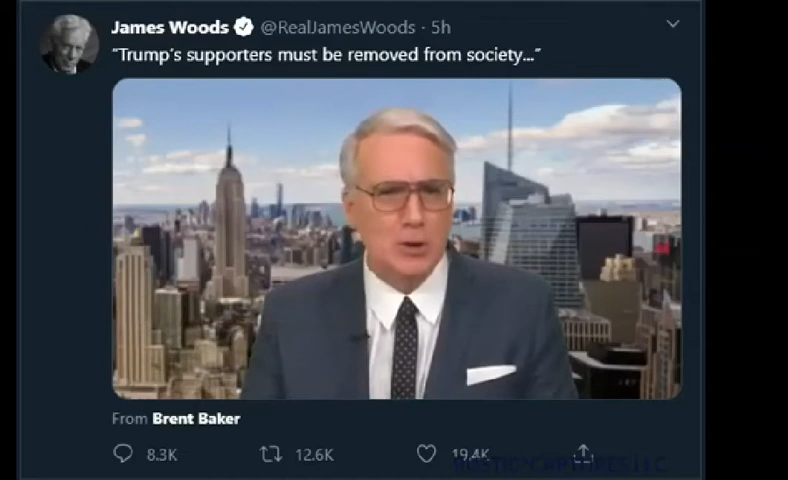 James Woods @RealJamesWoods · 5h
"Trump's supporters must be removed from society..."
From Brent Baker
8.3K 12.6K 19.4K